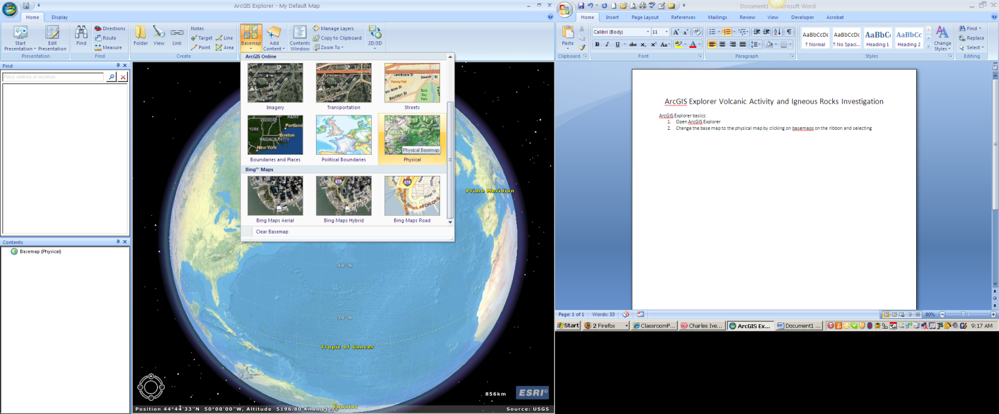 ArcGIS Explorer - My Default Map
Home
Display
Start Presentation
Edit Presentation
Presentation
Find
Directions
Route
Measure
Find
Folder
View
Link
Notes
Target
Line
Point
Area
Create
Basemap
Add Content
Contents Window
Manage Layers
Copy to Clipboard
Zoom To
2D/3D
Find
Place, address or location
Contents
Basemap (Physical)
ArcGIS Online
Imagery
Transportation
Streets
Boundaries and Places
Political Boundaries
Physical Basemap
Physical
Bing™ Maps
Bing Maps Aerial
Bing Maps Hybrid
Bing Maps Road
Clear Basemap
Prime Meridian
40°N
30°N
Tropic of Cancer
Equator
856km
ESRI®
Position 44°44'33"N 50°00'00"W, Altitude 5196.80 Kilometers
Source: USGS
Document1 - Microsoft Word
Home
Insert
Page Layout
References
Mailings
Review
View
Developer
Acrobat
Paste
Clipboard
Calibri (Body)
11
Font
Paragraph
AaBbCcDc
¶ Normal
AaBbCcDc
¶ No Spaci...
AaBbC
Heading 1
AaBbCc
Heading 2
Change Styles
Styles
Find
Replace
Select
Editing
ArcGIS Explorer Volcanic Activity and Igneous Rocks Investigation
ArcGIS Explorer basics:
1. Open ArcGIS Explorer
2. Change the base map to the physical map by clicking on basemaps on the ribbon and selecting
Page: 1 of 1
Words: 33
80%
Start
2 Firefox
ClassroomP...
Charles Ive...
ArcGIS Ex...
Document1 ...
9:17 AM